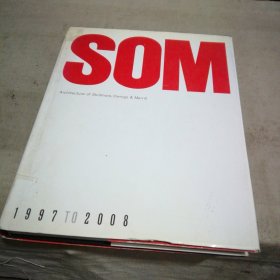 SOM
Architecture of Skidmore, Owings & Merrill
1997 TO 2008